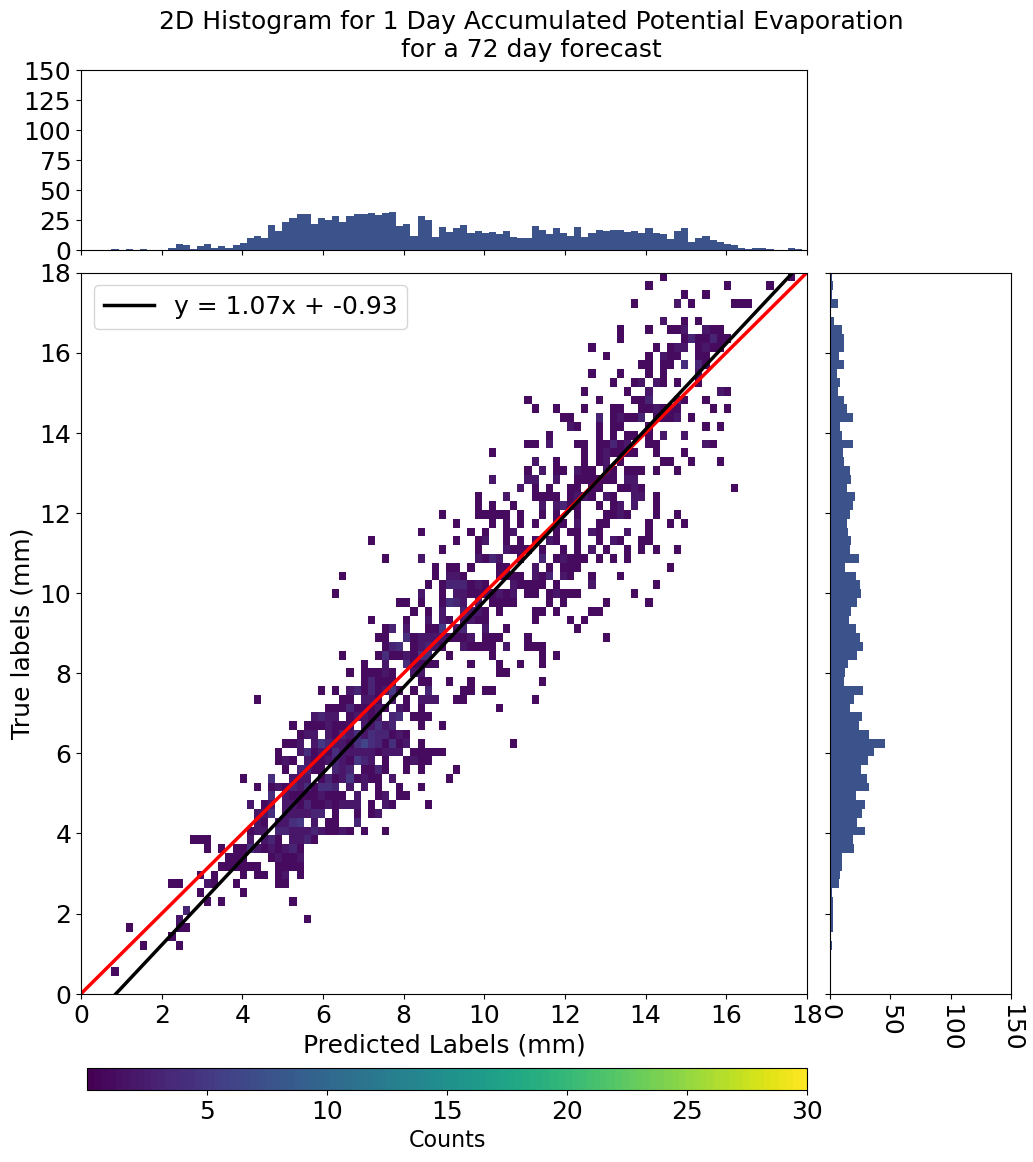 2D Histogram for 1 Day Accumulated Potential Evaporation
for a 72 day forecast
150
125
100
75
50
25
0
18
16
14
12
10
8
6
4
2
0
True labels (mm)
y = 1.07x + -0.93
0 2 4 6 8 10 12 14 16 18
Predicted Labels (mm)
0 50 100 150
5 10 15 20 25 30
Counts